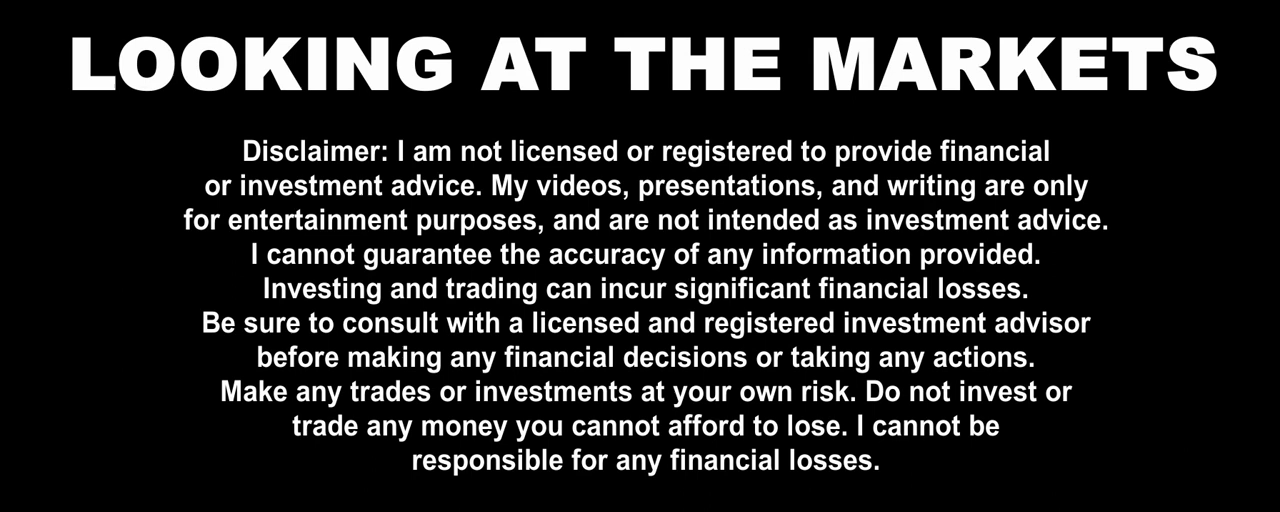 LOOKING AT THE MARKETS
Disclaimer: I am not licensed or registered to provide financial
or investment advice. My videos, presentations, and writing are only
for entertainment purposes, and are not intended as investment advice.
I cannot guarantee the accuracy of any information provided.
Investing and trading can incur significant financial losses.
Be sure to consult with a licensed and registered investment advisor
before making any financial decisions or taking any actions.
Make any trades or investments at your own risk. Do not invest or
trade any money you cannot afford to lose. I cannot be
responsible for any financial losses.